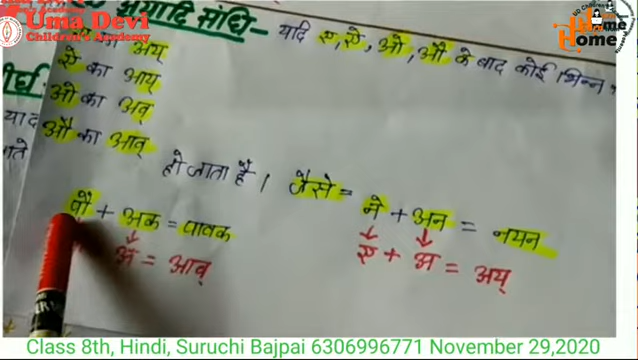 Uma Devi
Academy
Home
Home
अयादि संधि- यदि ए, ऐ, ओ, औ के बाद कोई भिन्न
का अय्
ऐ का आय्
ओ का अव्
औ का आव्
हो जाता है। जैसे = ने + अन = नयन
पौ + अक = पावक
ए + अ = अय्
अ = आव्
Class 8th, Hindi, Suruchi Bajpai 6306996771 November 29,2020